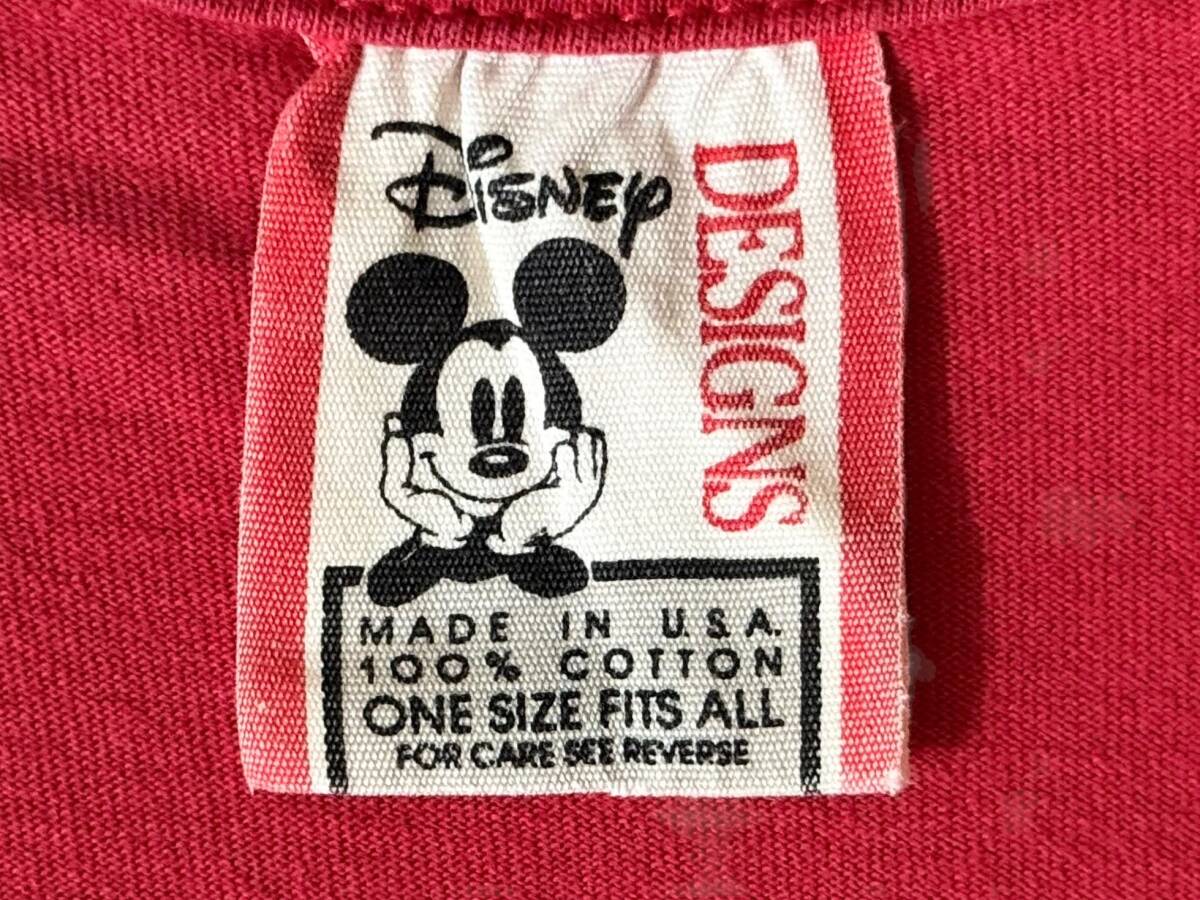 Disney
DESIGNS
MADE IN U.S.A.
100% COTTON
ONE SIZE FITS ALL
FOR CARE SEE REVERSE